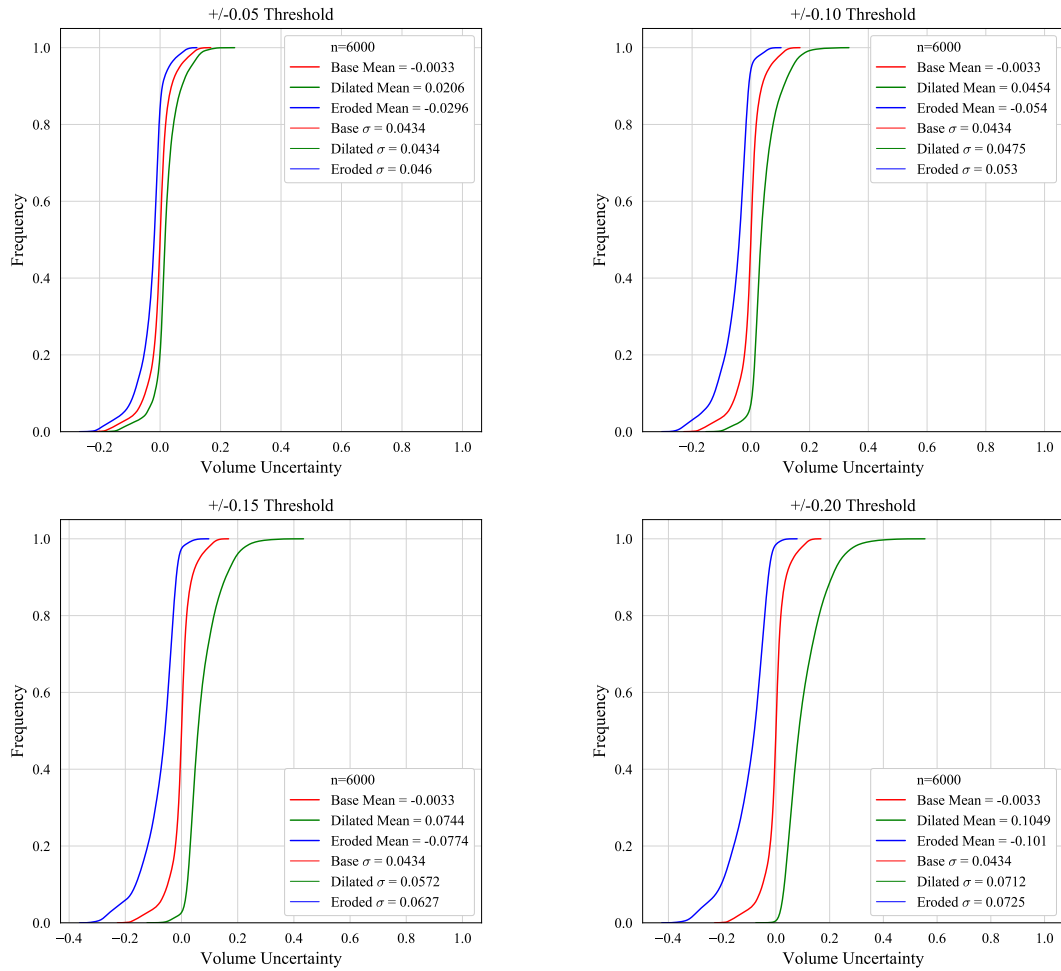 +/-0.05 Threshold
1.0
0.8
0.6
0.4
0.2
0.0
Frequency
n=6000
Base Mean = -0.0033
Dilated Mean = 0.0206
Eroded Mean = -0.0296
Base σ = 0.0434
Dilated σ = 0.0434
Eroded σ = 0.046
−0.2 0.0 0.2 0.4 0.6 0.8 1.0
Volume Uncertainty
+/-0.10 Threshold
1.0
0.8
0.6
0.4
0.2
0.0
Frequency
n=6000
Base Mean = -0.0033
Dilated Mean = 0.0454
Eroded Mean = -0.054
Base σ = 0.0434
Dilated σ = 0.0475
Eroded σ = 0.053
−0.2 0.0 0.2 0.4 0.6 0.8 1.0
Volume Uncertainty
+/-0.15 Threshold
1.0
0.8
0.6
0.4
0.2
0.0
Frequency
n=6000
Base Mean = -0.0033
Dilated Mean = 0.0744
Eroded Mean = -0.0774
Base σ = 0.0434
Dilated σ = 0.0572
Eroded σ = 0.0627
−0.4 −0.2 0.0 0.2 0.4 0.6 0.8 1.0
Volume Uncertainty
+/-0.20 Threshold
1.0
0.8
0.6
0.4
0.2
0.0
Frequency
n=6000
Base Mean = -0.0033
Dilated Mean = 0.1049
Eroded Mean = -0.101
Base σ = 0.0434
Dilated σ = 0.0712
Eroded σ = 0.0725
−0.4 −0.2 0.0 0.2 0.4 0.6 0.8 1.0
Volume Uncertainty